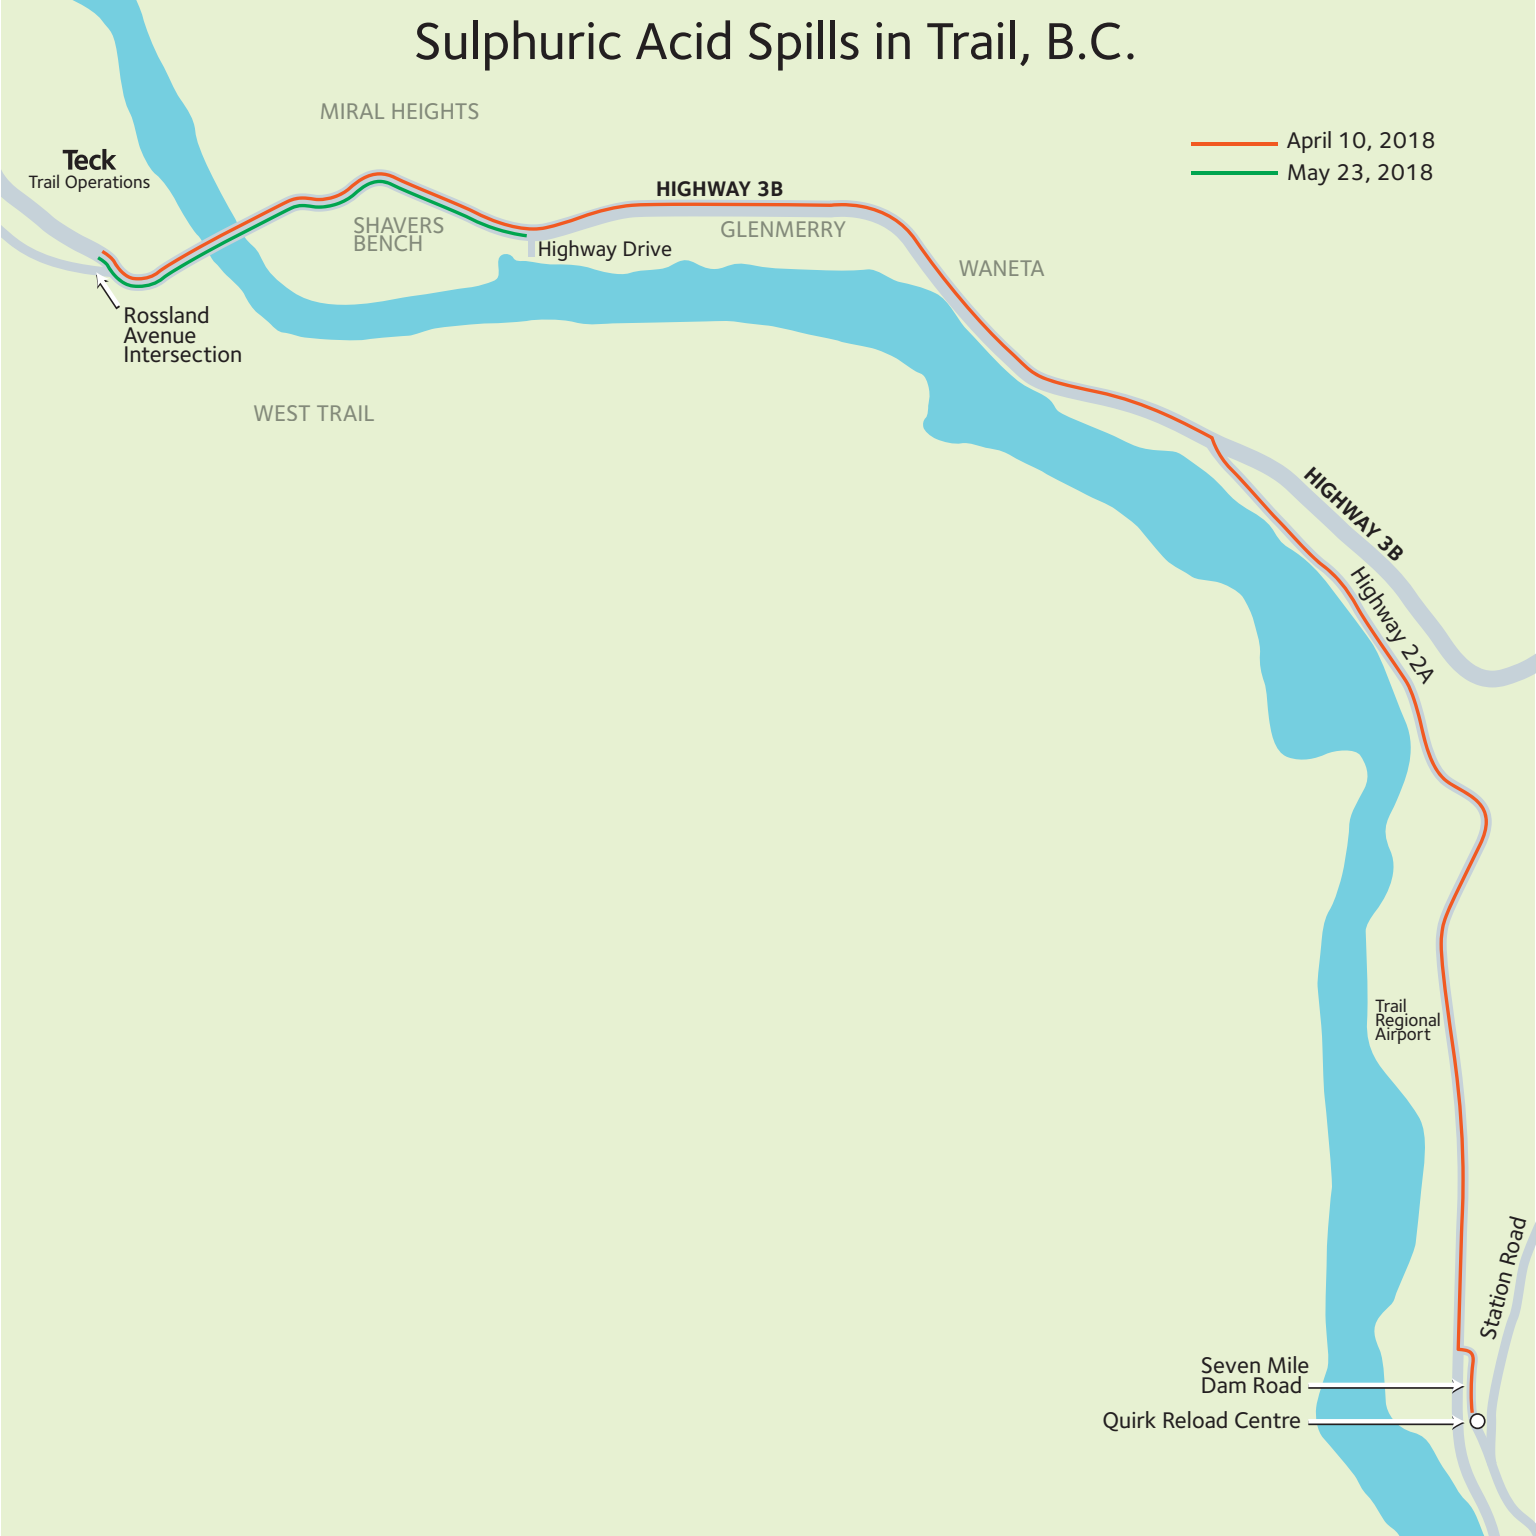 Sulphuric Acid Spills in Trail, B.C.
MIRAL HEIGHTS
April 10, 2018
May 23, 2018
Teck
Trail Operations
HIGHWAY 3B
SHAVERS
BENCH
GLENMERRY
Highway Drive
WANETA
Rossland
Avenue
Intersection
WEST TRAIL
HIGHWAY 3B
Highway 22A
Trail
Regional
Airport
Station Road
Seven Mile
Dam Road
Quirk Reload Centre